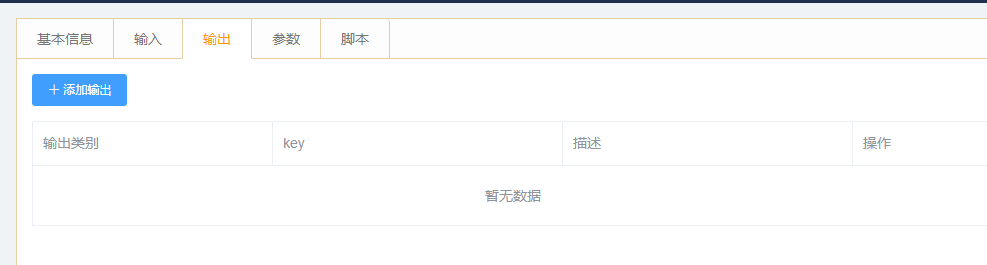 基本信息 输入 输出 参数 脚本
+ 添加输出
输出类别 key 描述 操作
暂无数据